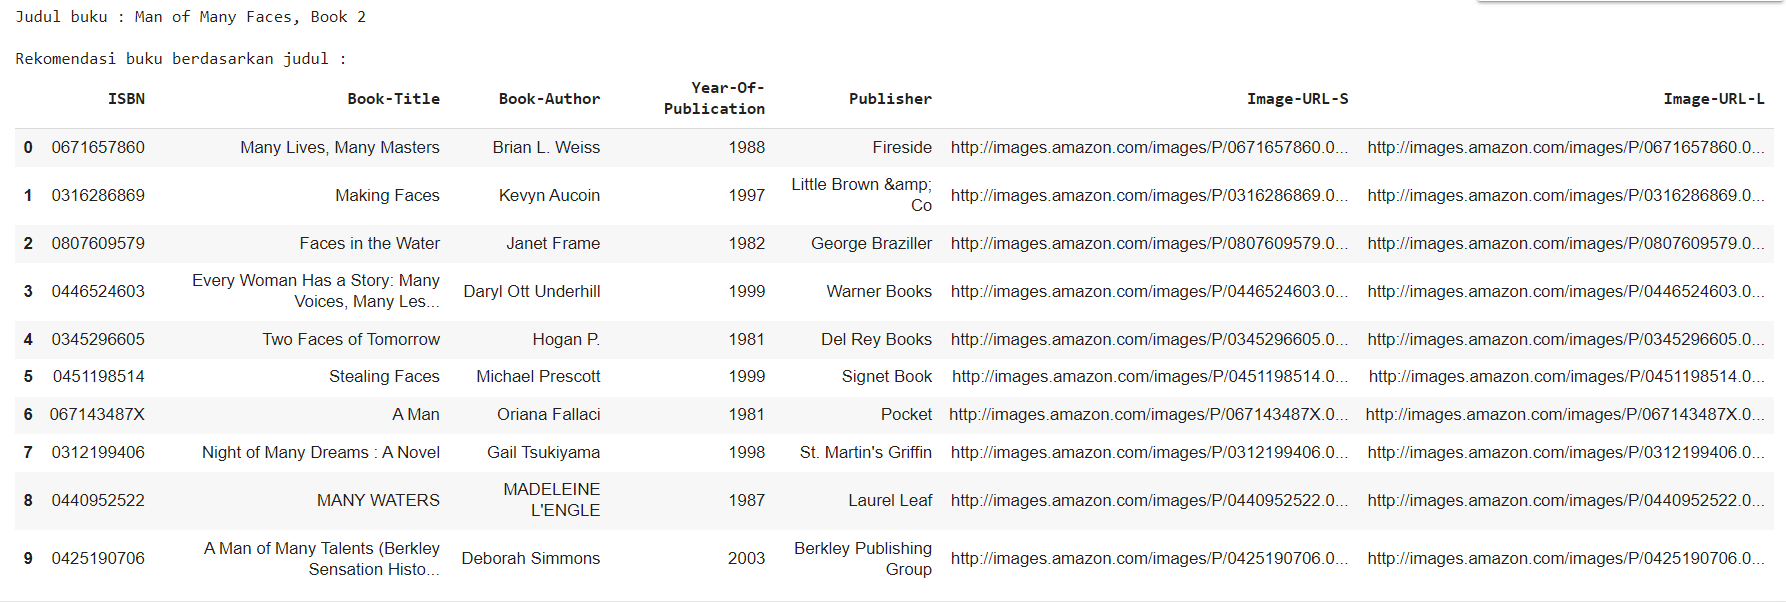 Judul buku : Man of Many Faces, Book 2
Rekomendasi buku berdasarkan judul :
ISBN Book-Title Book-Author Year-Of-Publication Publisher Image-URL-S Image-URL-L
0 0671657860 Many Lives, Many Masters Brian L. Weiss 1988 Fireside http://images.amazon.com/images/P/0671657860.0... http://images.amazon.com/images/P/0671657860.0...
1 0316286869 Making Faces Kevyn Aucoin 1997 Little Brown &amp; Co http://images.amazon.com/images/P/0316286869.0... http://images.amazon.com/images/P/0316286869.0...
2 0807609579 Faces in the Water Janet Frame 1982 George Braziller http://images.amazon.com/images/P/0807609579.0... http://images.amazon.com/images/P/0807609579.0...
3 0446524603 Every Woman Has a Story: Many Voices, Many Les... Daryl Ott Underhill 1999 Warner Books http://images.amazon.com/images/P/0446524603.0... http://images.amazon.com/images/P/0446524603.0...
4 0345296605 Two Faces of Tomorrow Hogan P. 1981 Del Rey Books http://images.amazon.com/images/P/0345296605.0... http://images.amazon.com/images/P/0345296605.0...
5 0451198514 Stealing Faces Michael Prescott 1999 Signet Book http://images.amazon.com/images/P/0451198514.0... http://images.amazon.com/images/P/0451198514.0...
6 067143487X A Man Oriana Fallaci 1981 Pocket http://images.amazon.com/images/P/067143487X.0... http://images.amazon.com/images/P/067143487X.0...
7 0312199406 Night of Many Dreams : A Novel Gail Tsukiyama 1998 St. Martin's Griffin http://images.amazon.com/images/P/0312199406.0... http://images.amazon.com/images/P/0312199406.0...
8 0440952522 MANY WATERS MADELEINE L'ENGLE 1987 Laurel Leaf http://images.amazon.com/images/P/0440952522.0... http://images.amazon.com/images/P/0440952522.0...
9 0425190706 A Man of Many Talents (Berkley Sensation Histo... Deborah Simmons 2003 Berkley Publishing Group http://images.amazon.com/images/P/0425190706.0... http://images.amazon.com/images/P/0425190706.0...